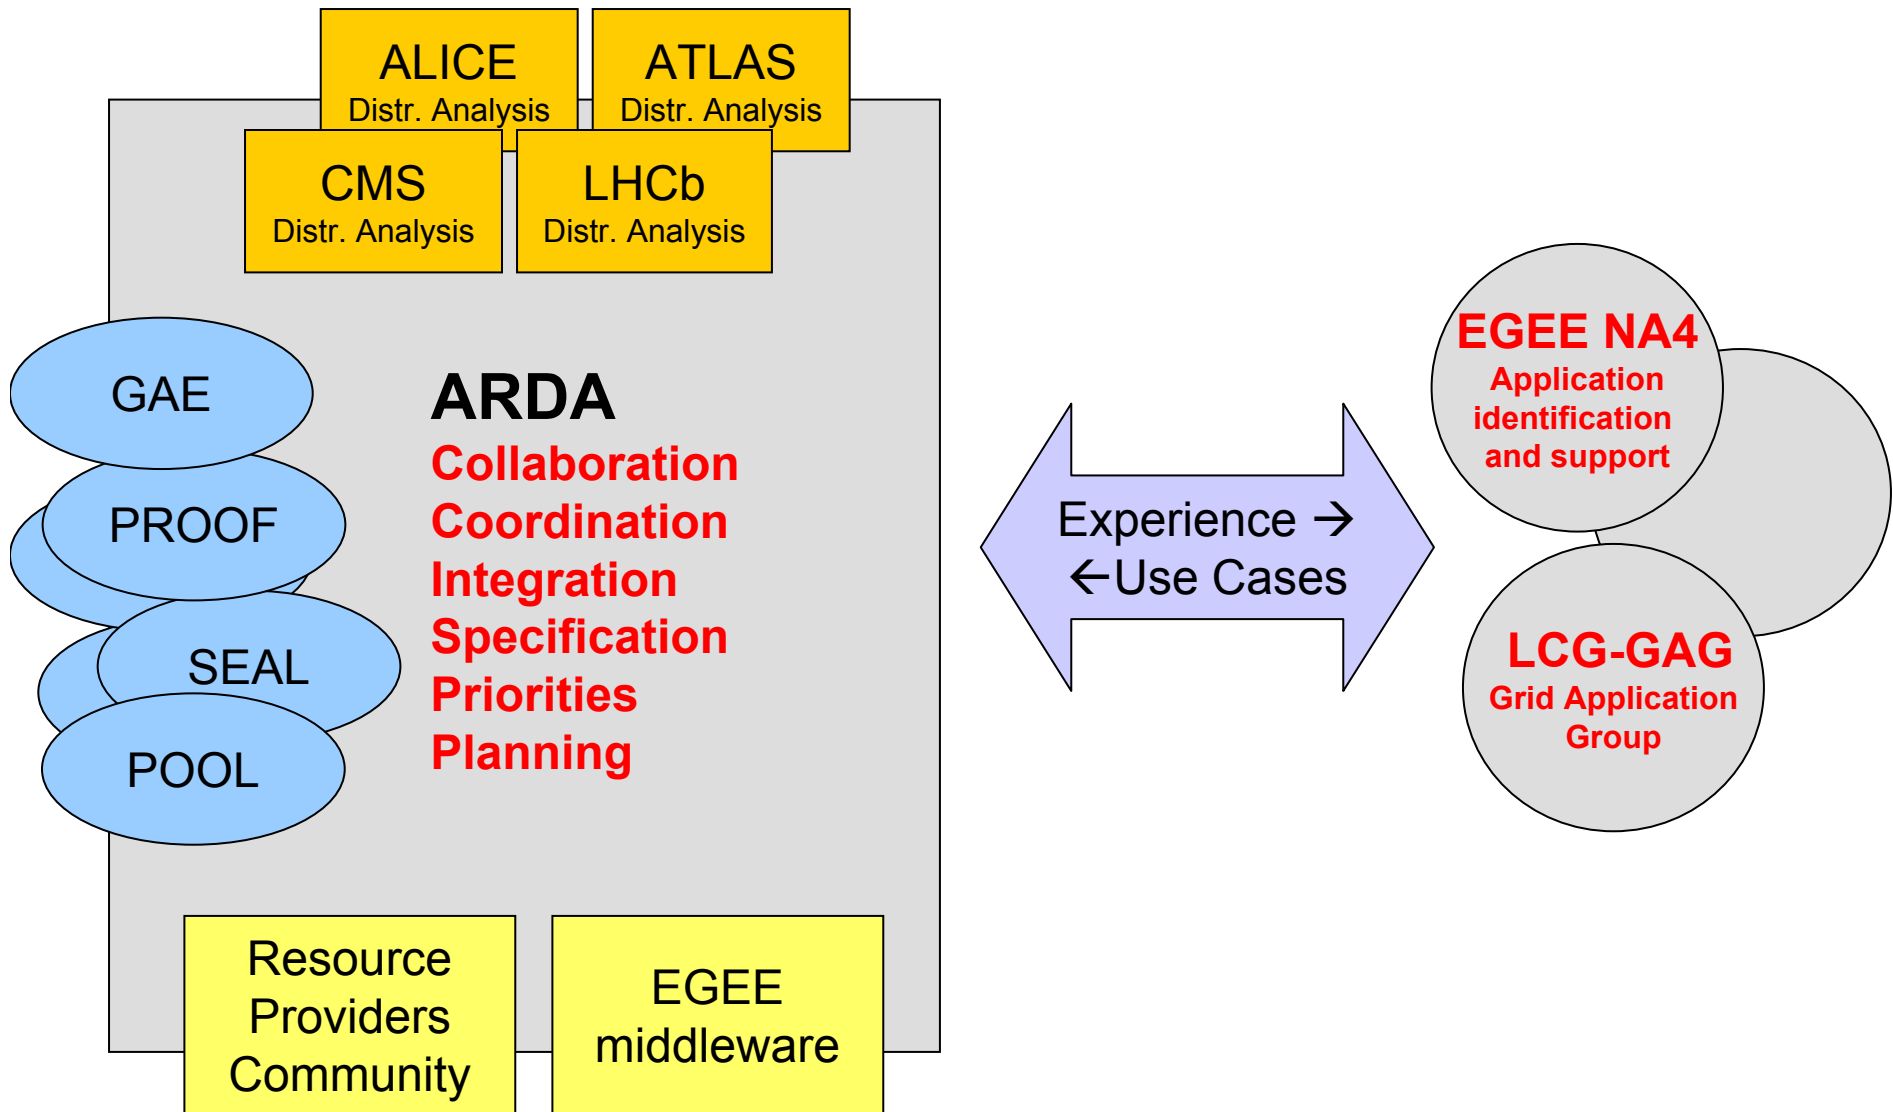 ALICE
Distr. Analysis
ATLAS
Distr. Analysis
CMS
Distr. Analysis
LHCb
Distr. Analysis
GAE
PROOF
SEAL
POOL
ARDA
Collaboration
Coordination
Integration
Specification
Priorities
Planning
Resource
Providers
Community
EGEE
middleware
Experience →
←Use Cases
EGEE NA4
Application
identification
and support
LCG-GAG
Grid Application
Group